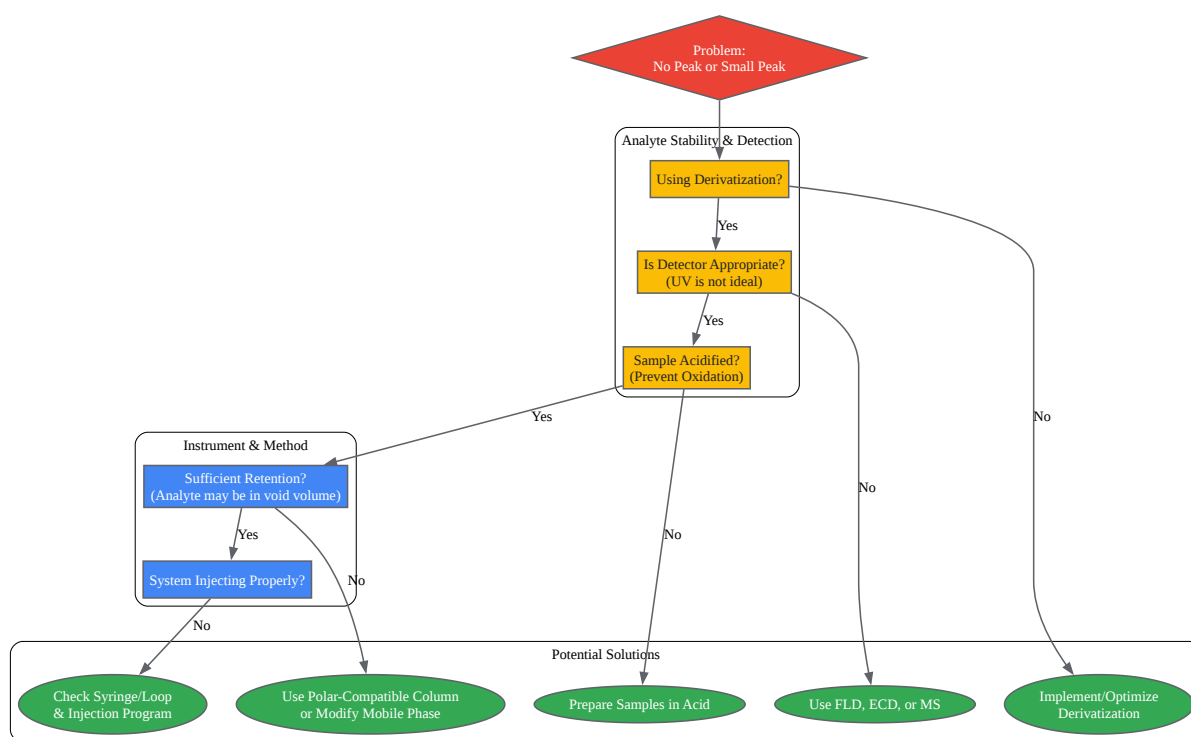 Problem:
No Peak or Small Peak
Analyte Stability & Detection
Using Derivatization?
Yes
Is Detector Appropriate?
(UV is not ideal)
Yes
Sample Acidified?
(Prevent Oxidation)
Yes
No
Instrument & Method
Sufficient Retention?
(Analyte may be in void volume)
No
Yes
No
System Injecting Properly?
No
No
Potential Solutions
Check Syringe/Loop
& Injection Program
Use Polar-Compatible Column
or Modify Mobile Phase
Prepare Samples in Acid
Use FLD, ECD, or MS
Implement/Optimize
Derivatization